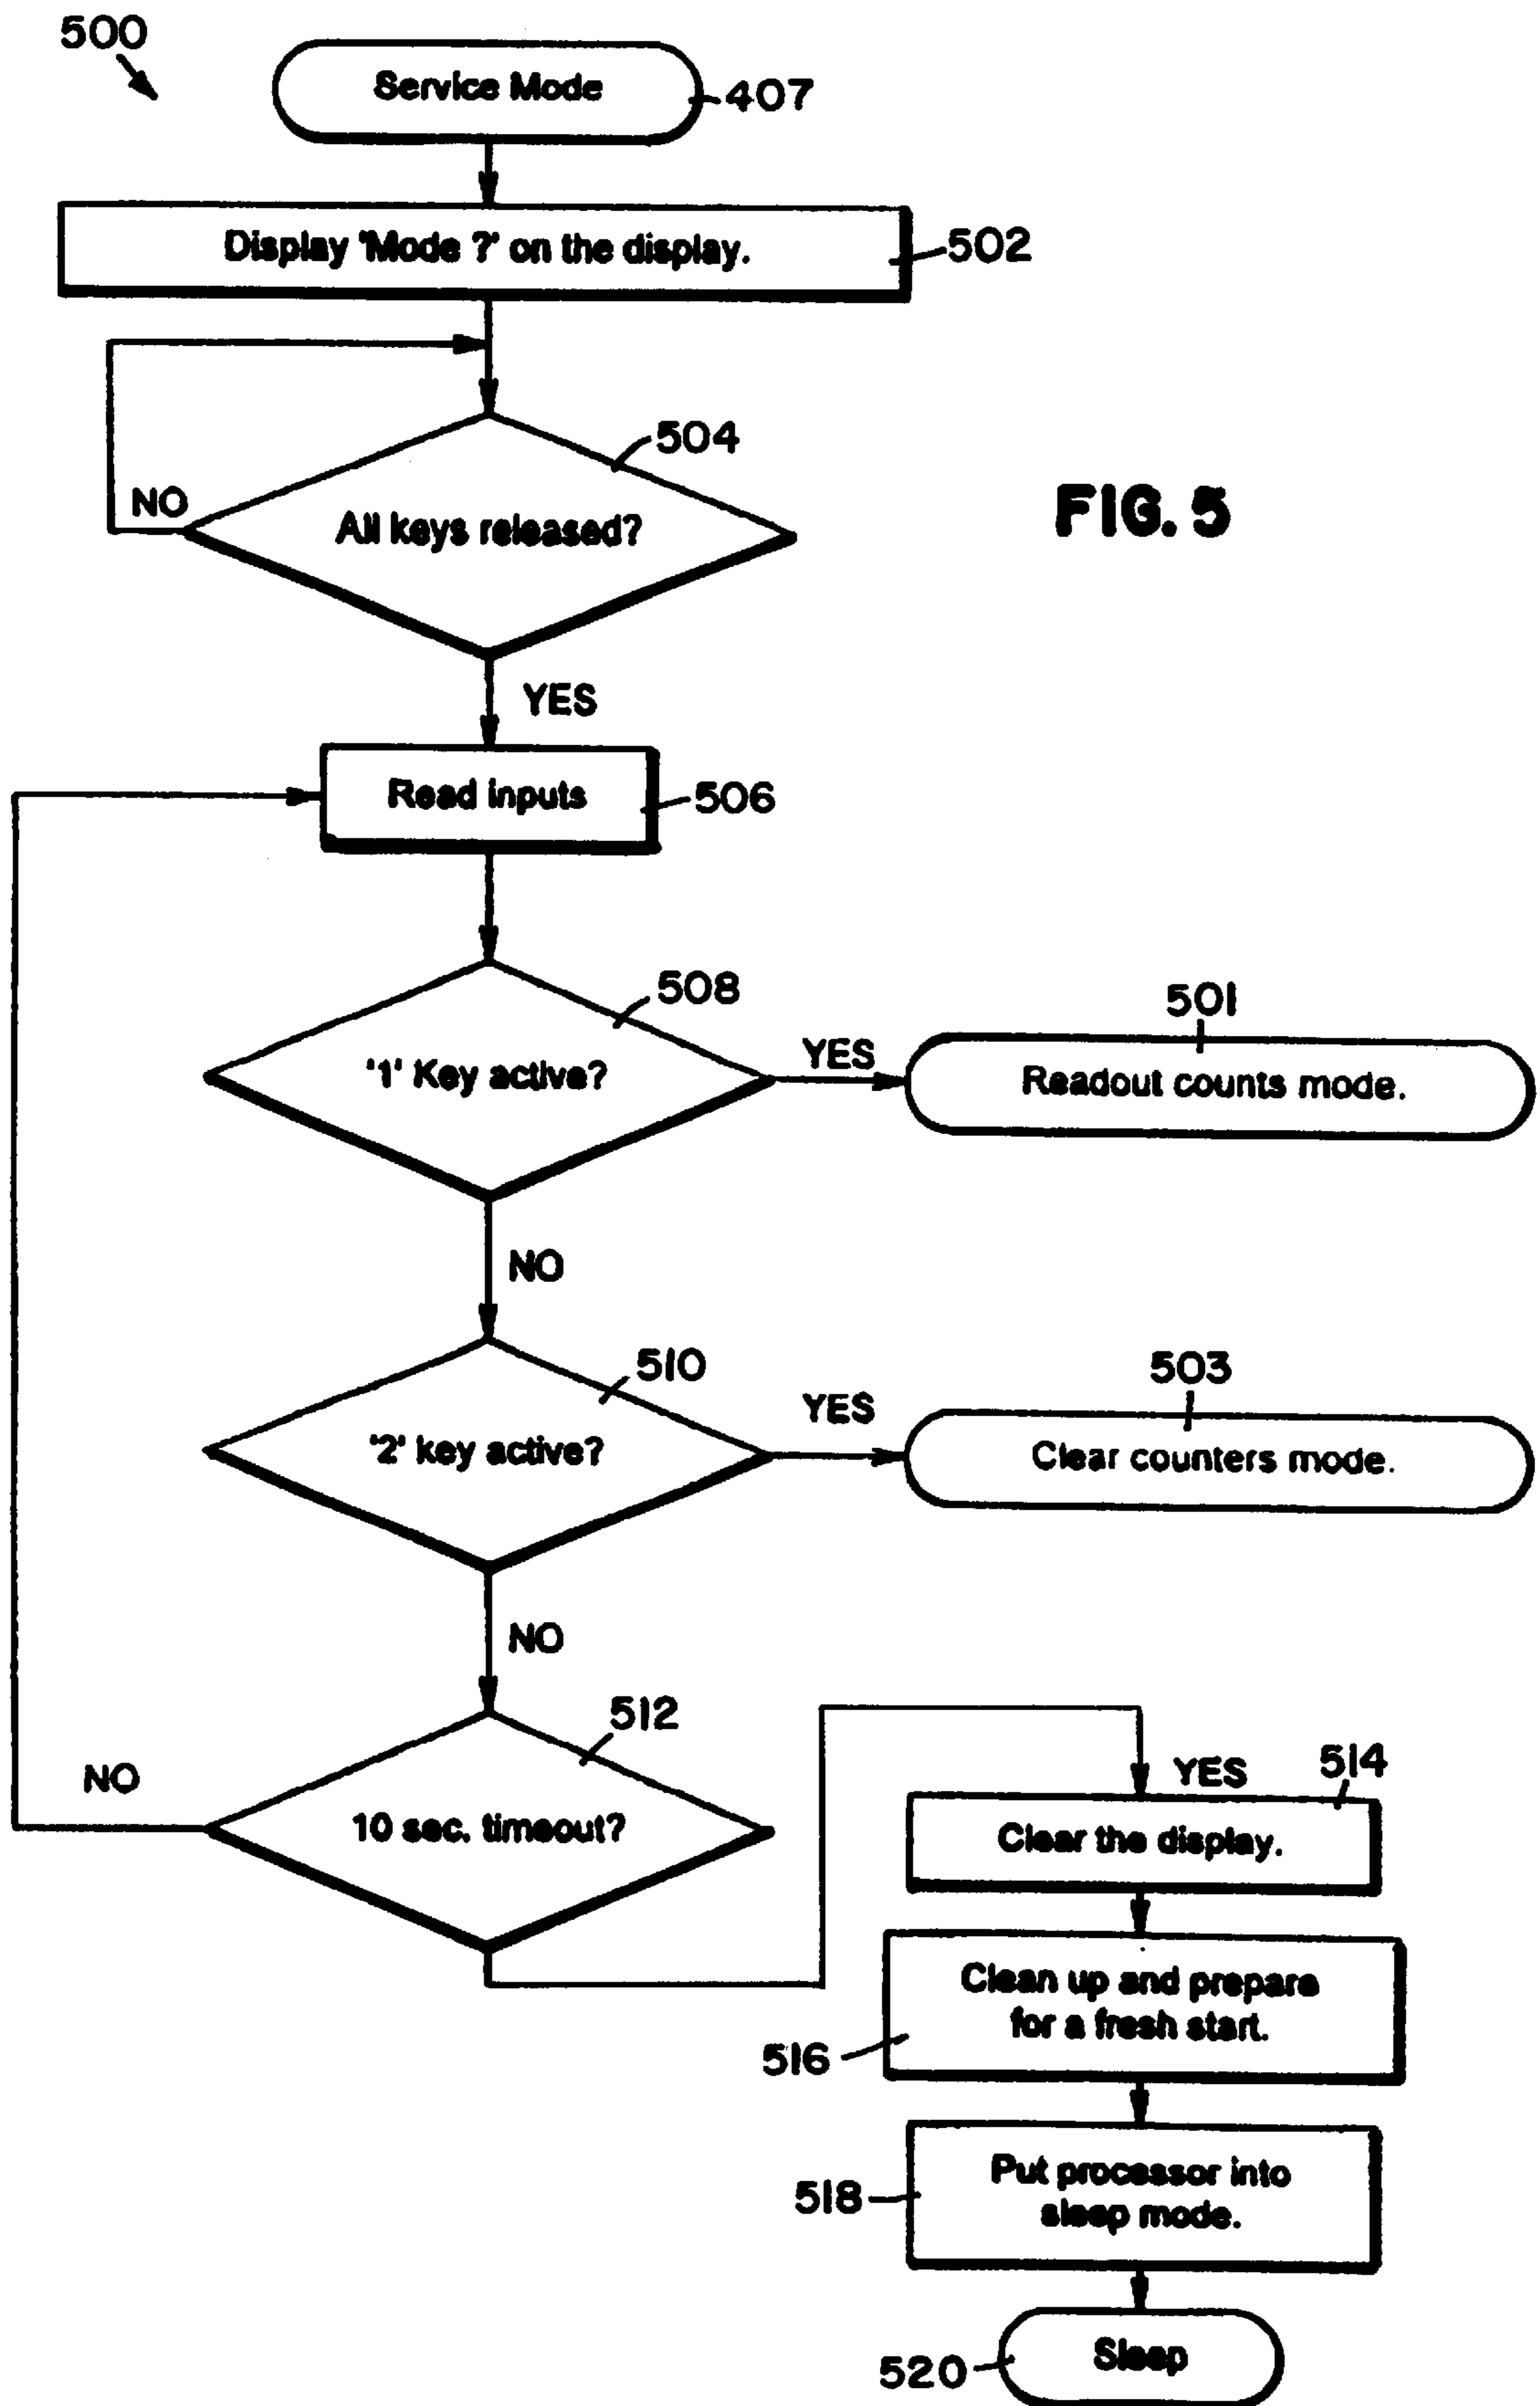 500
Service Mode
407
Display 'Mode ?' on the display.
502
504
NO
All keys released?
FIG. 5
YES
Read inputs
506
508
'1' Key active?
YES
501
Readout counts mode.
NO
510
'2' key active?
YES
503
Clear counters mode.
NO
512
NO
10 sec. timeout?
YES
514
Clear the display.
Clean up and prepare
for a fresh start.
516
Put processor into
sleep mode.
518
Sleep
520